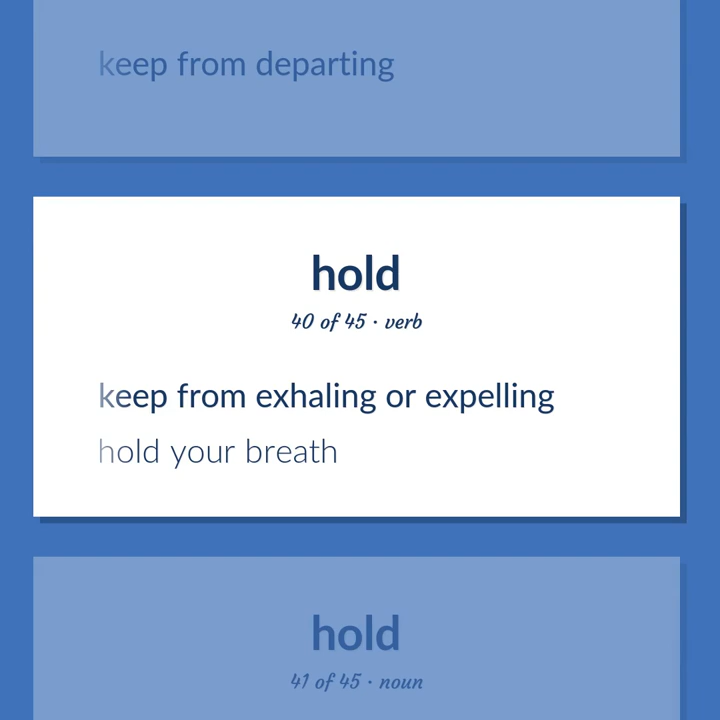 keep from departing
hold
40 of 45 · verb
keep from exhaling or expelling
hold your breath
hold
41 of 45 · noun